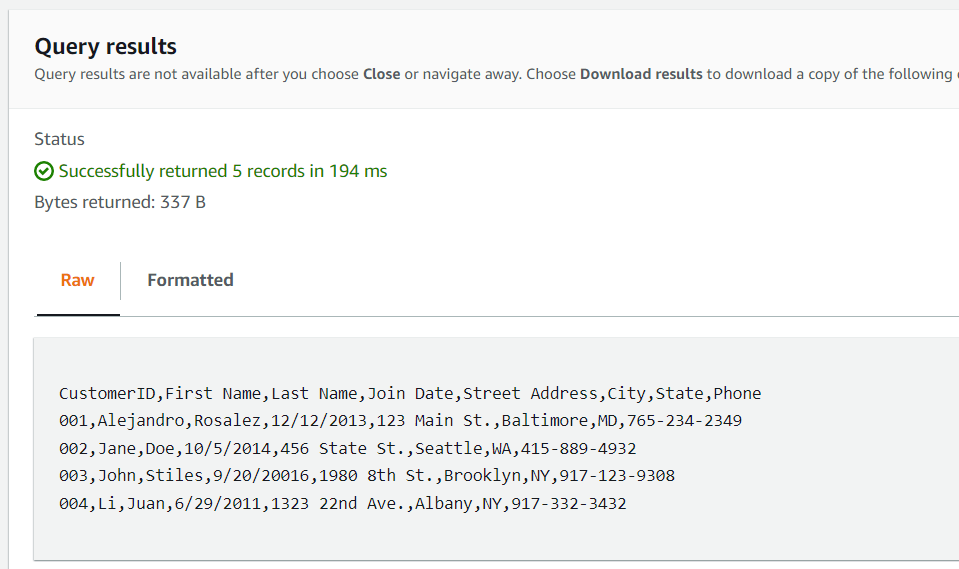 Query results
Query results are not available after you choose Close or navigate away. Choose Download results to download a copy of the following
Status
Successfully returned 5 records in 194 ms
Bytes returned: 337 B
Raw
Formatted
CustomerID,First Name,Last Name,Join Date,Street Address,City,State,Phone
001,Alejandro,Rosalez,12/12/2013,123 Main St.,Baltimore,MD,765-234-2349
002,Jane,Doe,10/5/2014,456 State St.,Seattle,WA,415-889-4932
003,John,Stiles,9/20/20016,1980 8th St.,Brooklyn,NY,917-123-9308
004,Li,Juan,6/29/2011,1323 22nd Ave.,Albany,NY,917-332-3432